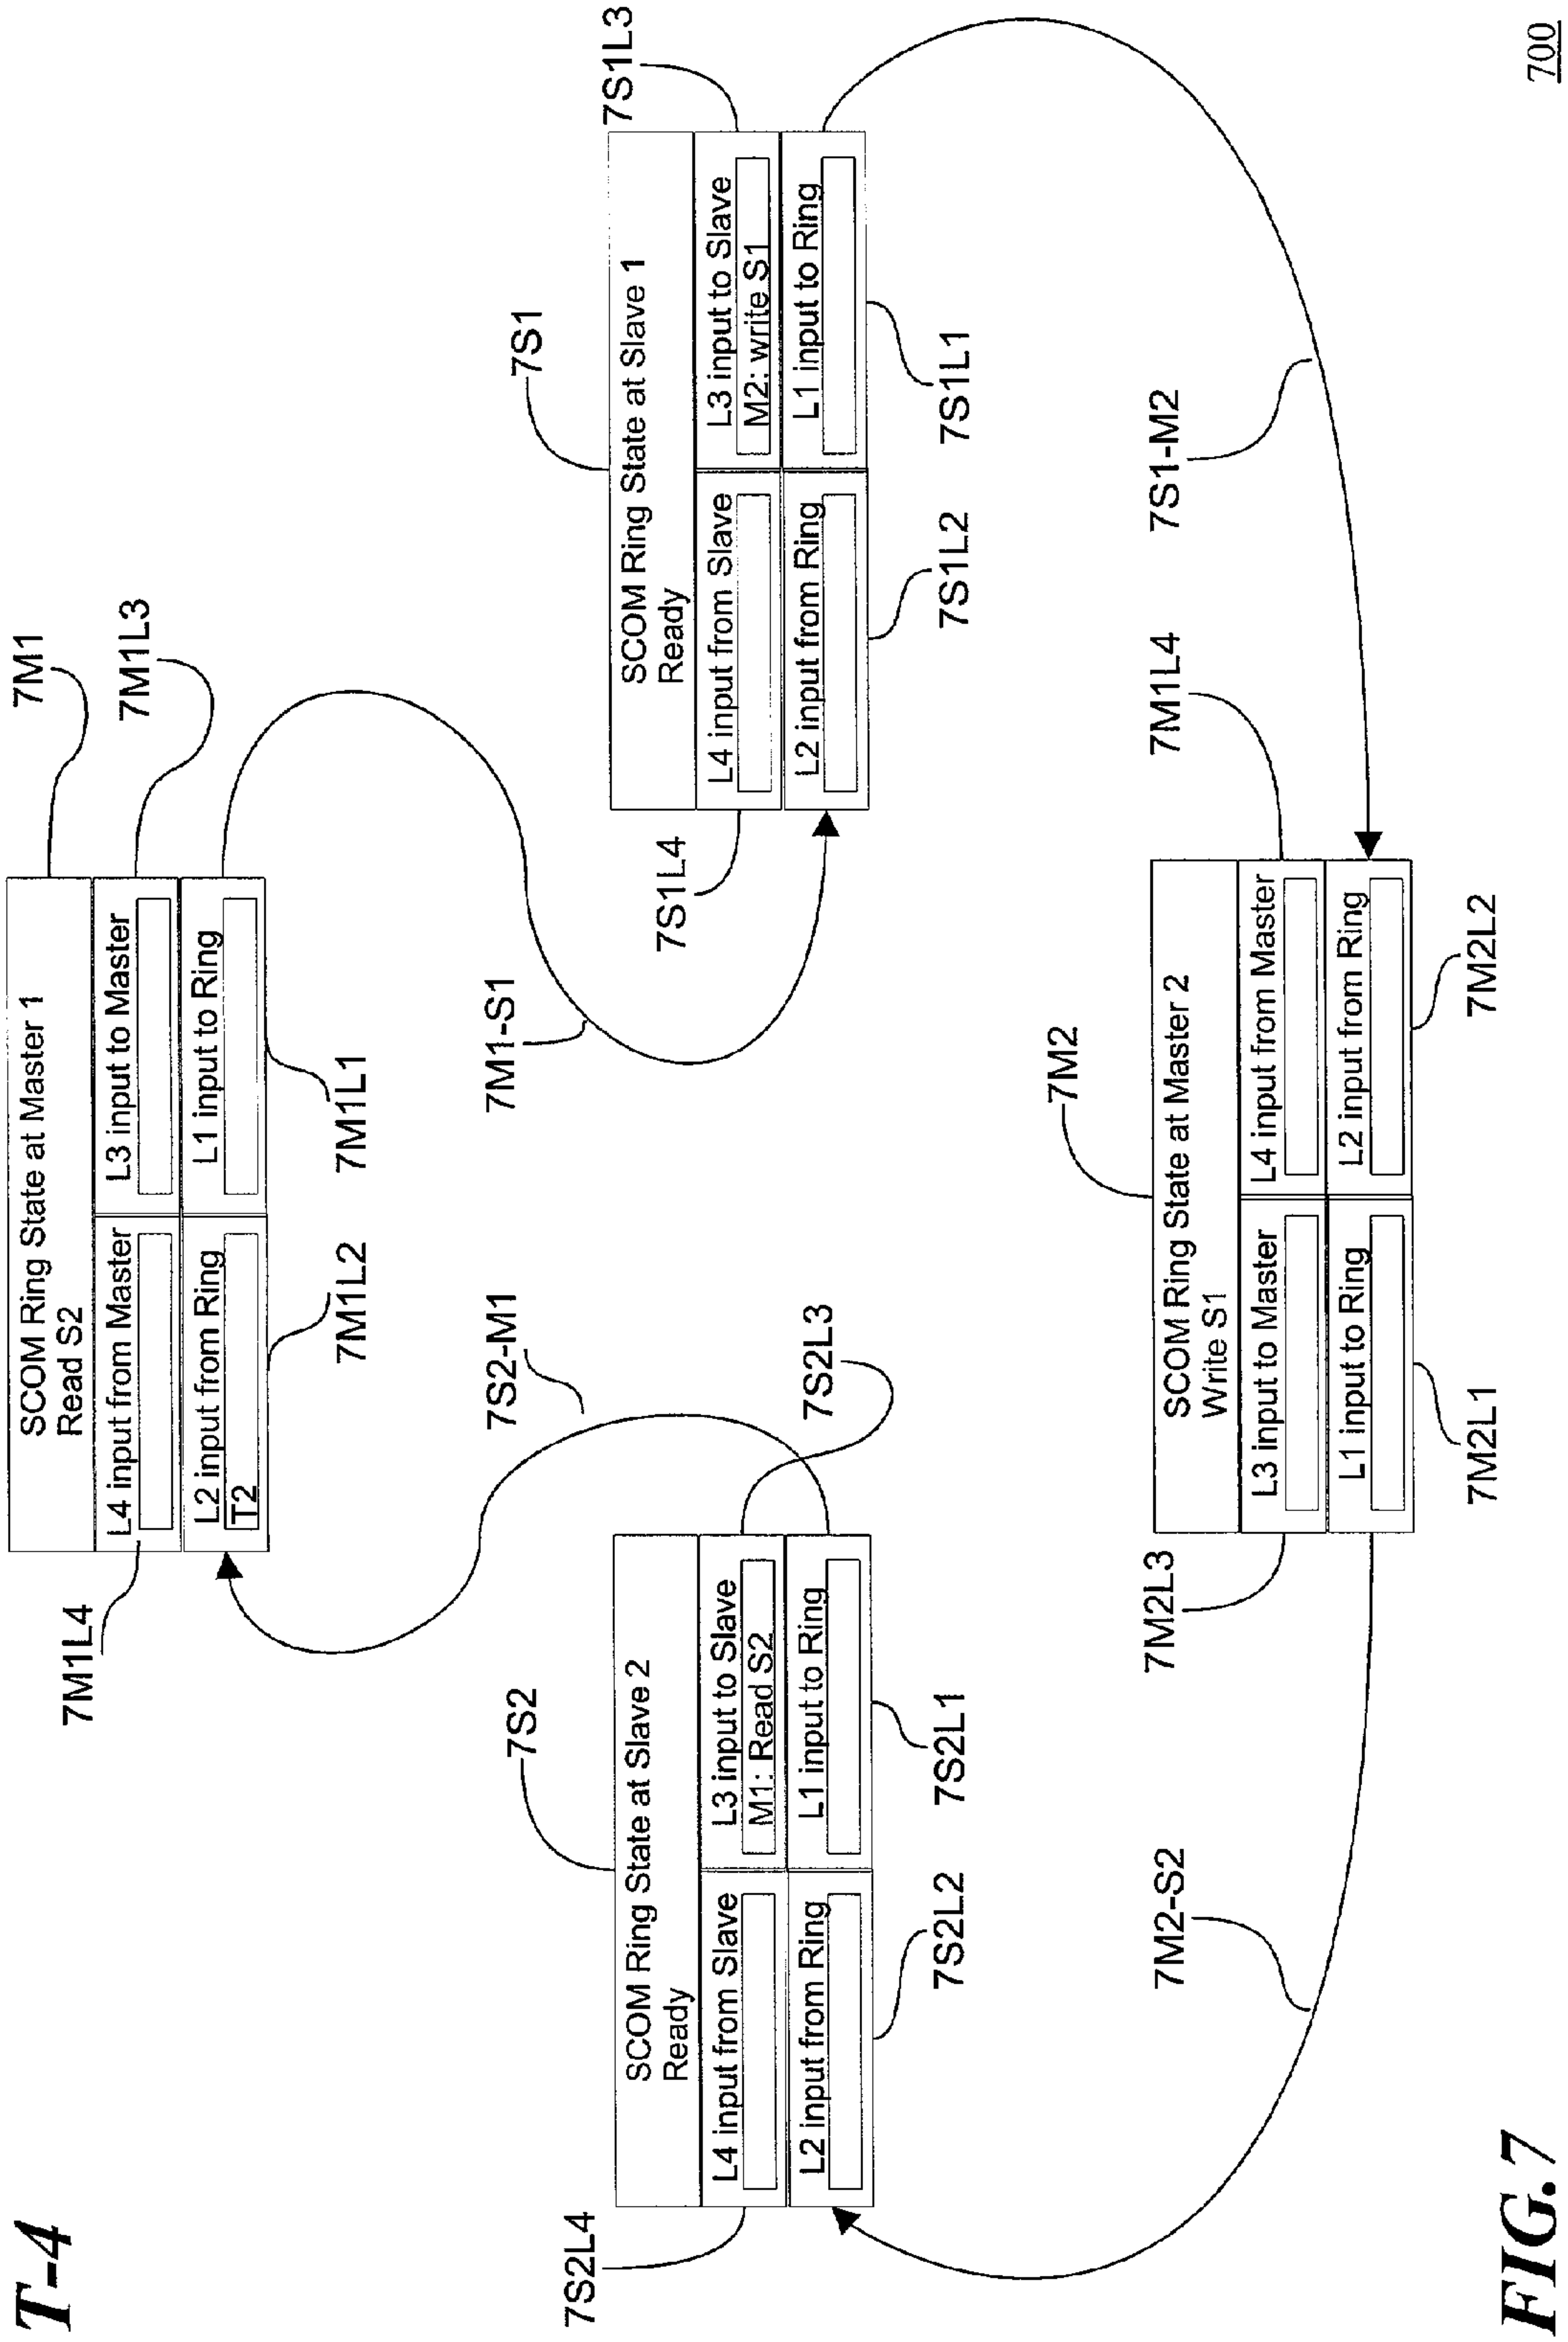 T-4
7M1
SCOM Ring State at Master 1
Read S2
7M1L4
L4 input from Master
L3 input to Master
7M1L3
L2 input from Ring
T2
L1 input to Ring
7M1L2
7M1L1
7S2-M1
7M1-S1
7S2
SCOM Ring State at Slave 2
Ready
7S2L4
L4 input from Slave
L3 input to Slave
M1: Read S2
7S2L3
L2 input from Ring
L1 input to Ring
7S2L2
7S2L1
7S1
SCOM Ring State at Slave 1
Ready
7S1L4
L4 input from Slave
L3 input to Slave
M2: write S1
7S1L3
L2 input from Ring
L1 input to Ring
7S1L2
7S1L1
7M2-S2
7S1-M2
7M2
SCOM Ring State at Master 2
Write S1
7M2L3
L3 input to Master
L4 input from Master
7M1L4
L1 input to Ring
L2 input from Ring
7M2L1
7M2L2
FIG.7
700